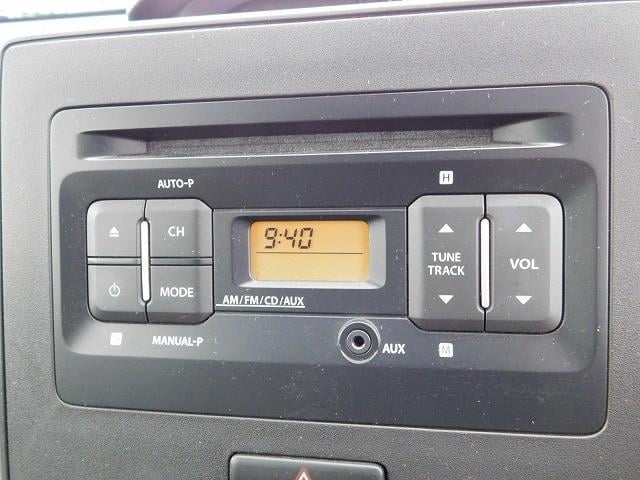 AUTO-P
H
CH
9:40
TUNE
TRACK
VOL
MODE
AM/FM/CD/AUX
MANUAL-P
AUX
M